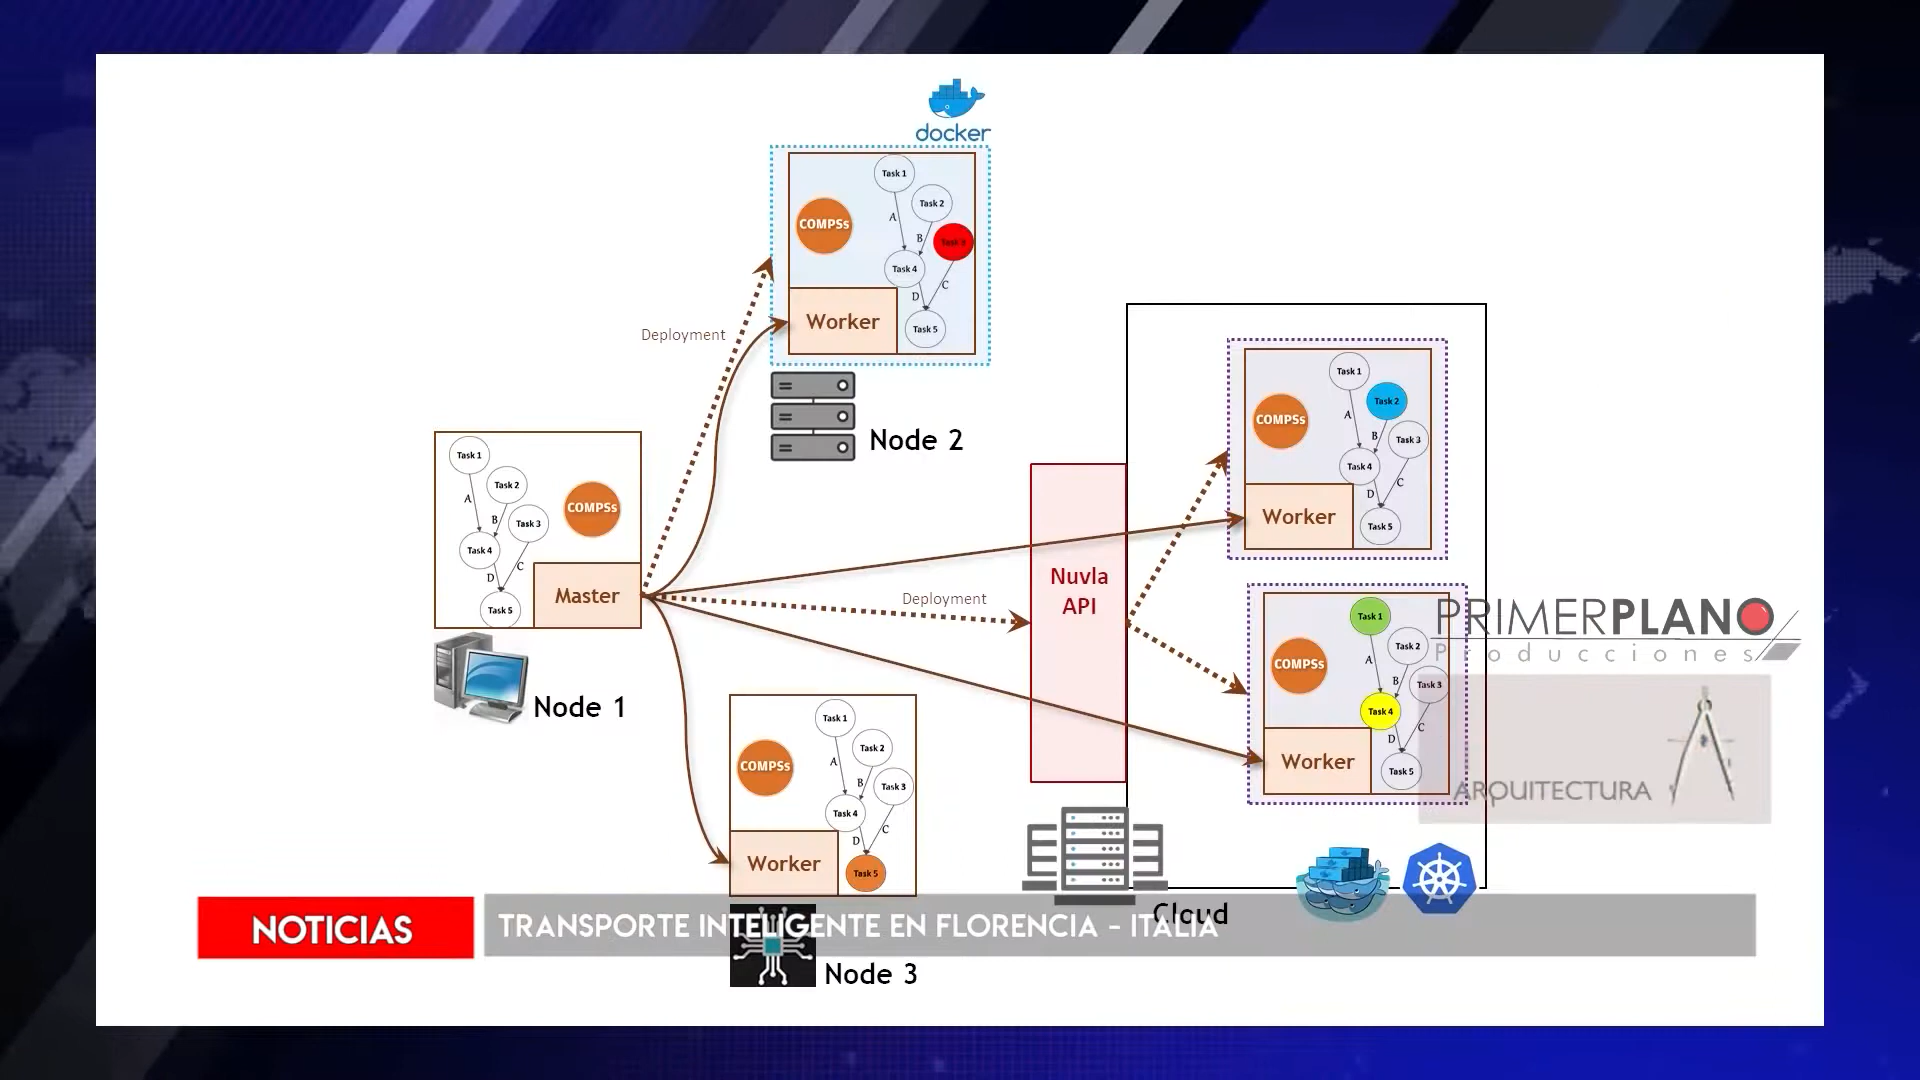 docker
Task 1
Task 2
COMPSs
A
B
Task 3
Task 4
C
D
Worker
Task 5
Deployment
Node 2
Task 1
Task 2
A
COMPSs
B
Task 3
Task 4
C
D
Master
Task 5
Node 1
Deployment
Nuvla
API
Task 1
Task 2
A
COMPSs
B
Task 3
Task 4
C
D
Worker
Task 5
Task 1
Task 2
A
COMPSs
B
Task 3
Task 4
C
D
Worker
Task 5
Task 1
Task 2
A
COMPSs
B
Task 3
Task 4
C
D
Worker
Task 5
PRIMERPLANO
Producciones
ARQUITECTURA
Cloud
NOTICIAS
TRANSPORTE INTELIGENTE EN FLORENCIA - ITALIA
Node 3